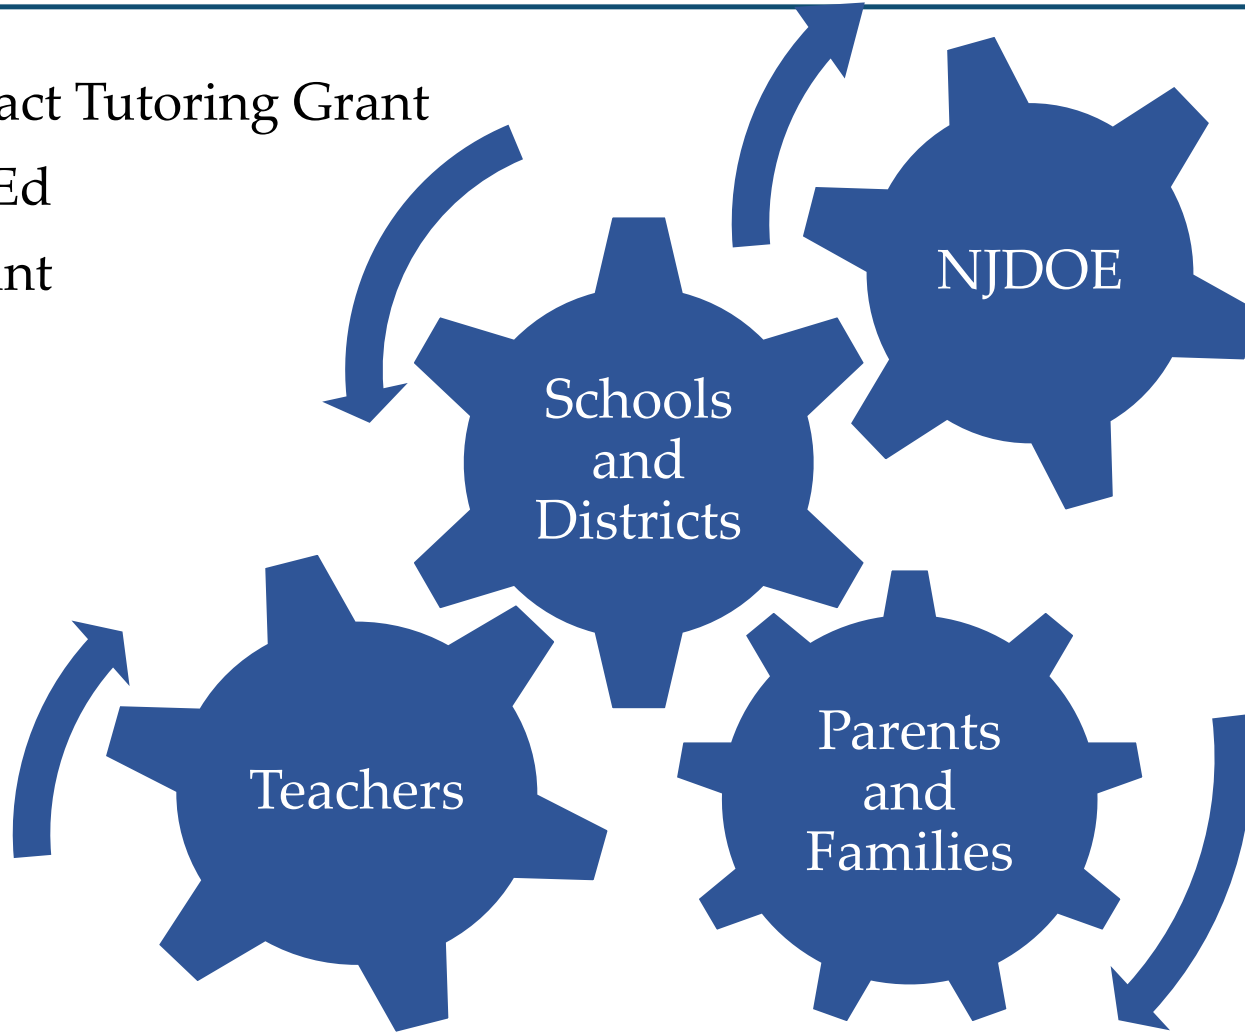 act Tutoring Grant
Ed
nt
NJDOE
Schools
and
Districts
Teachers
Parents
and
Families